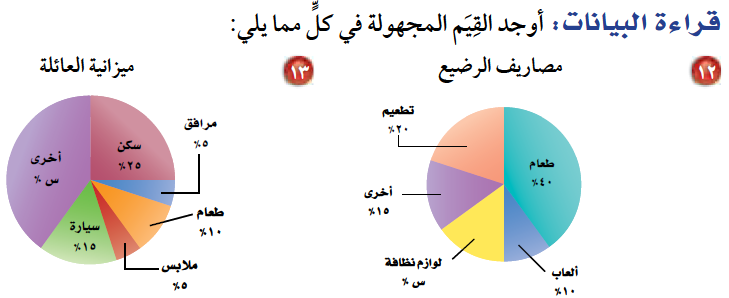 قراءة البيانات: أوجد القِيَم المجهولة في كلٍّ مما يلي:
١٢
مصاريف الرضيع
تطعيم
٪٢٠
طعام
٪٤٠
أخرى
٪١٥
لوازم نظافة
س ٪
ألعاب
٪١٠
١٣
ميزانية العائلة
مرافق
٪٥
سكن
٪٢٥
أخرى
س ٪
طعام
٪١٠
سيارة
٪١٥
ملابس
٪٥